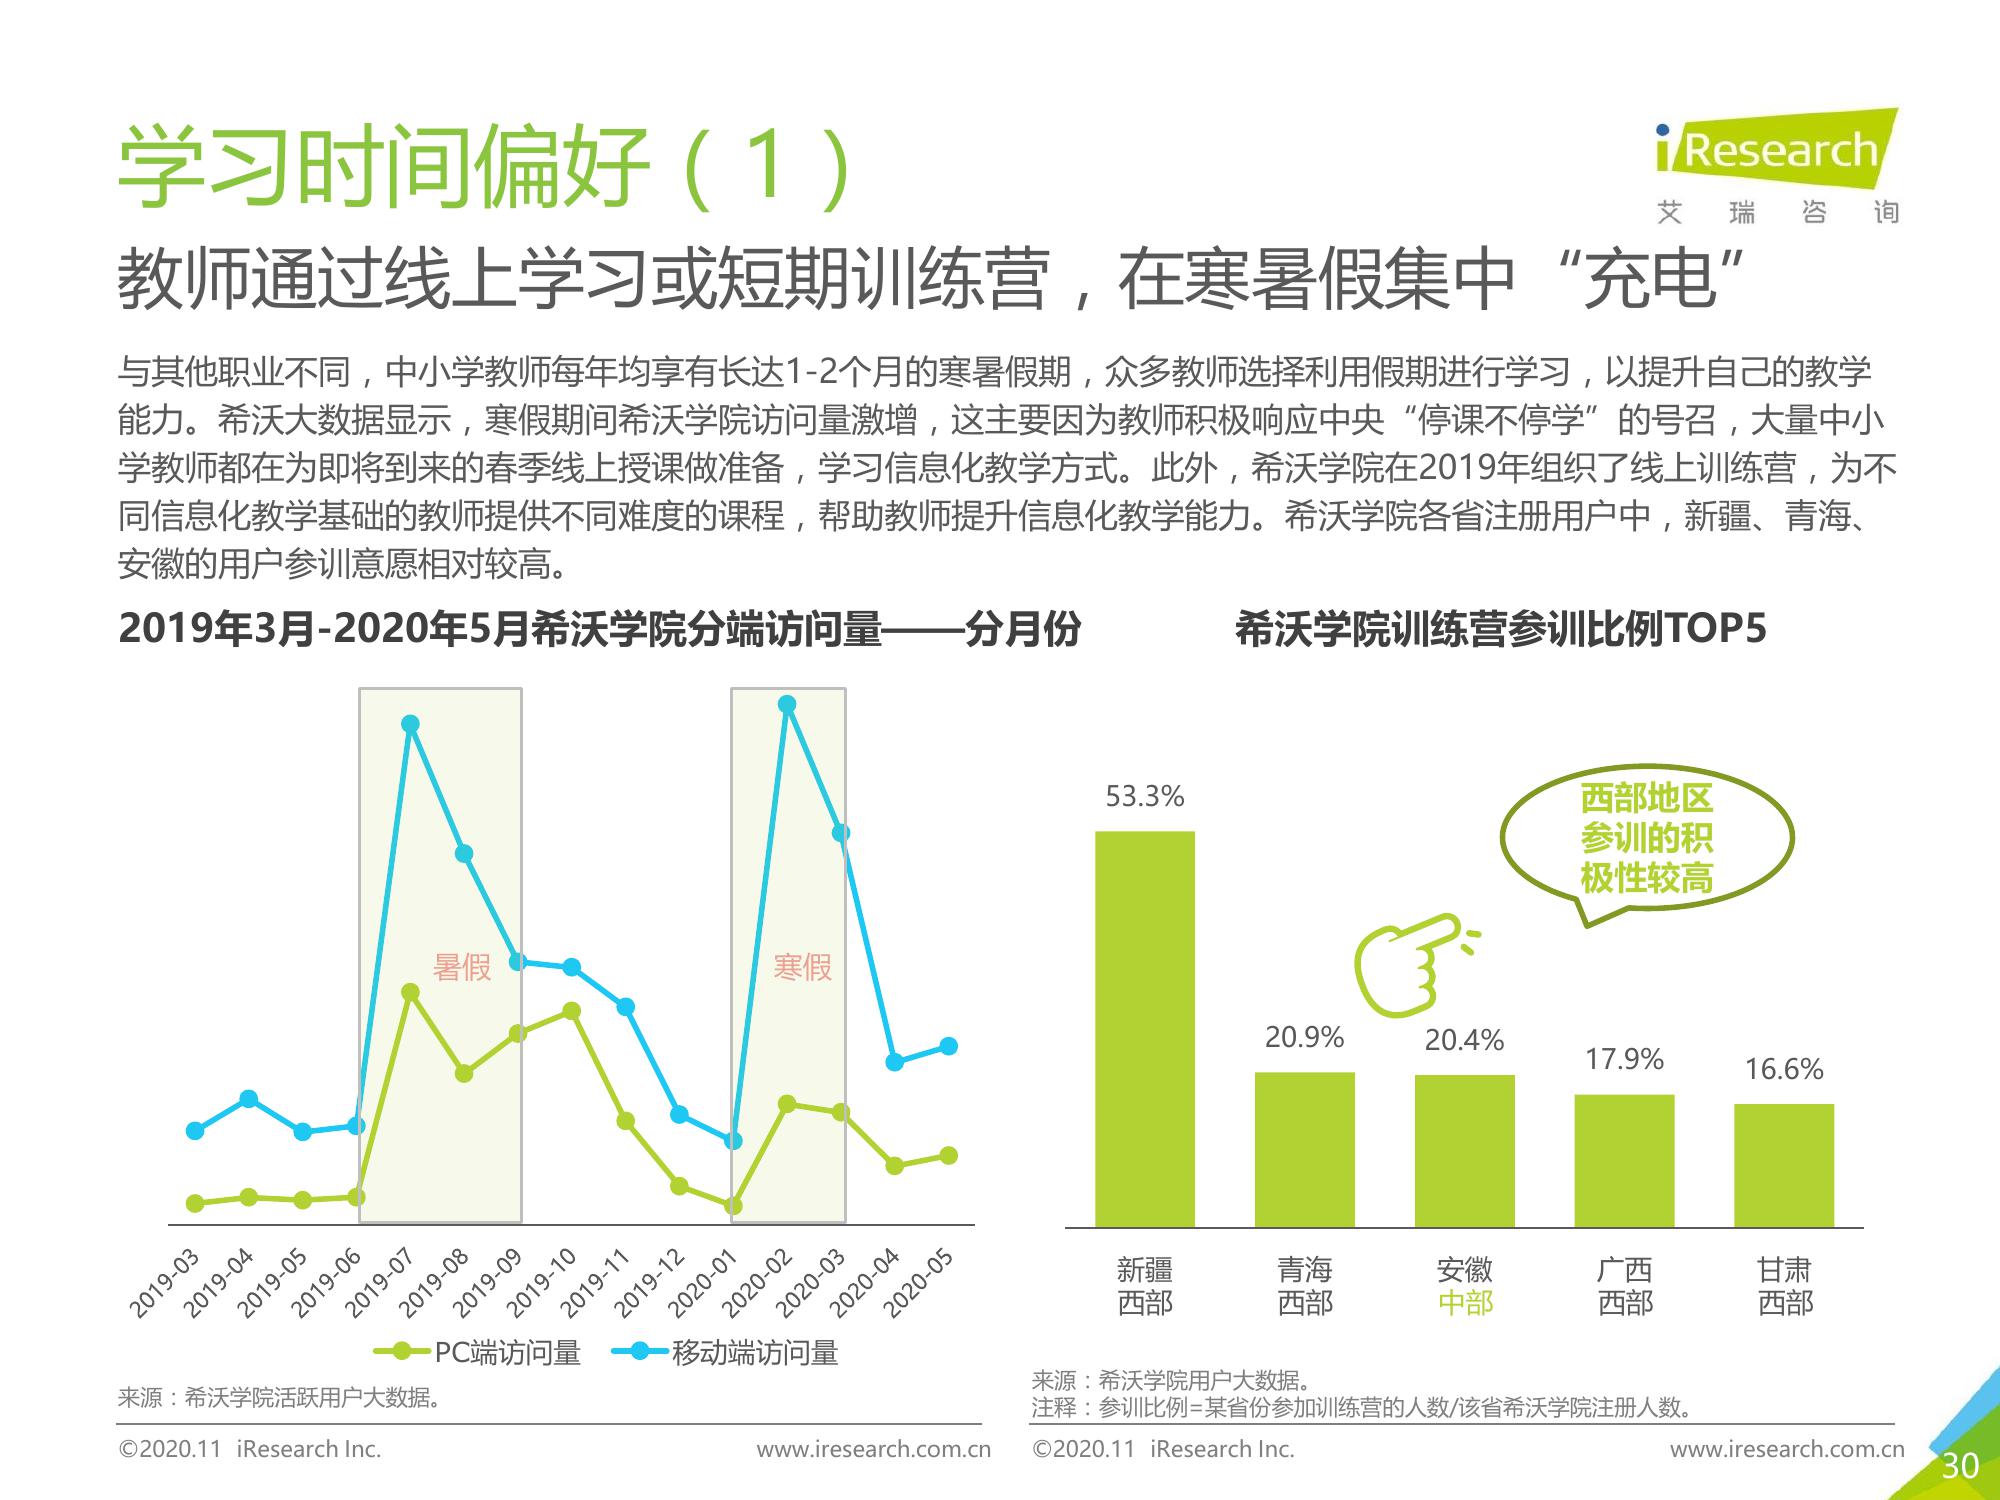 学习时间偏好（1）
iResearch
艾瑞咨询
教师通过线上学习或短期训练营，在寒暑假集中“充电”
与其他职业不同，中小学教师每年均享有长达1-2个月的寒暑假期，众多教师选择利用假期进行学习，以提升自己的教学
能力。希沃大数据显示，寒假期间希沃学院访问量激增，这主要因为教师积极响应中央“停课不停学”的号召，大量中小
学教师都在为即将到来的春季线上授课做准备，学习信息化教学方式。此外，希沃学院在2019年组织了线上训练营，为不
同信息化教学基础的教师提供不同难度的课程，帮助教师提升信息化教学能力。希沃学院各省注册用户中，新疆、青海、
安徽的用户参训意愿相对较高。
2019年3月-2020年5月希沃学院分端访问量——分月份
暑假
寒假
2019-03
2019-04
2019-05
2019-06
2019-07
2019-08
2019-09
2019-10
2019-11
2019-12
2020-01
2020-02
2020-03
2020-04
2020-05
PC端访问量
移动端访问量
来源：希沃学院活跃用户大数据。
©2020.11 iResearch Inc.
www.iresearch.com.cn
希沃学院训练营参训比例TOP5
西部地区
参训的积
极性较高
53.3%
20.9%
20.4%
17.9%
16.6%
新疆
西部
青海
西部
安徽
中部
广西
西部
甘肃
西部
来源：希沃学院用户大数据。
注释：参训比例=某省份参加训练营的人数/该省希沃学院注册人数。
©2020.11 iResearch Inc.
www.iresearch.com.cn
30